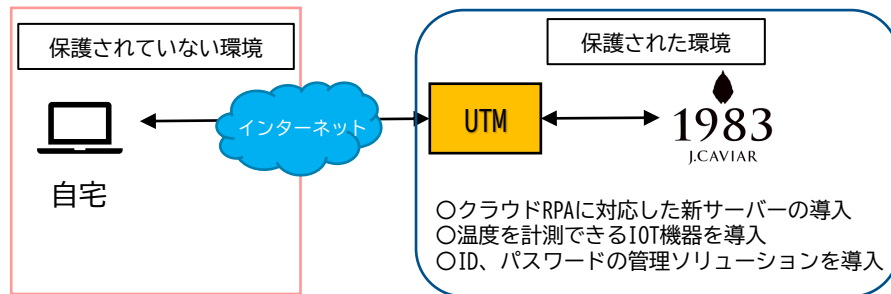 保護されていない環境
保護された環境
インターネット
UTM
1983
J.CAVIAR
自宅
〇クラウドRPAに対応した新サーバーの導入
〇温度を計測できるIOT機器を導入
〇ID、パスワードの管理ソリューションを導入